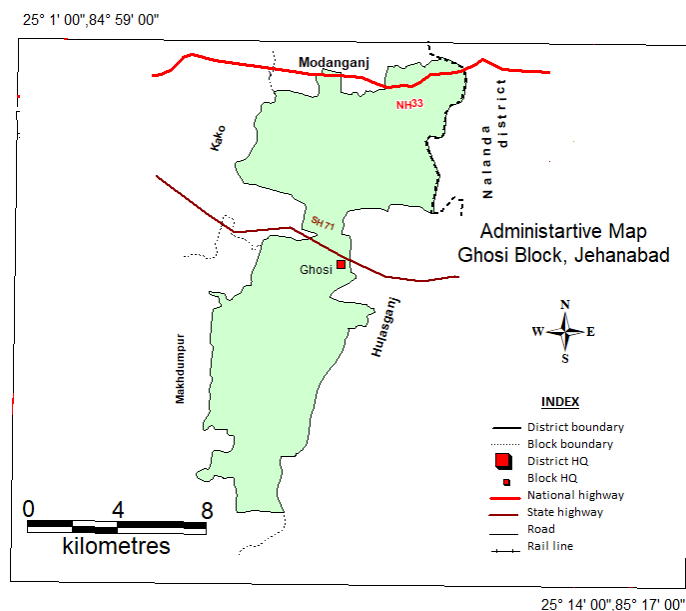 25° 1' 00",84° 59' 00"
Modanganj
NH33
Kako
Nalanda
district
SH 71
Administartive Map
Ghosi Block, Jehanabad
Ghosi
Hulasganj
Makhdumpur
N
W E
S
INDEX
District boundary
Block boundary
District HQ
Block HQ
National highway
State highway
Road
Rail line
0 4 8
kilometres
25° 14' 00",85° 17' 00"